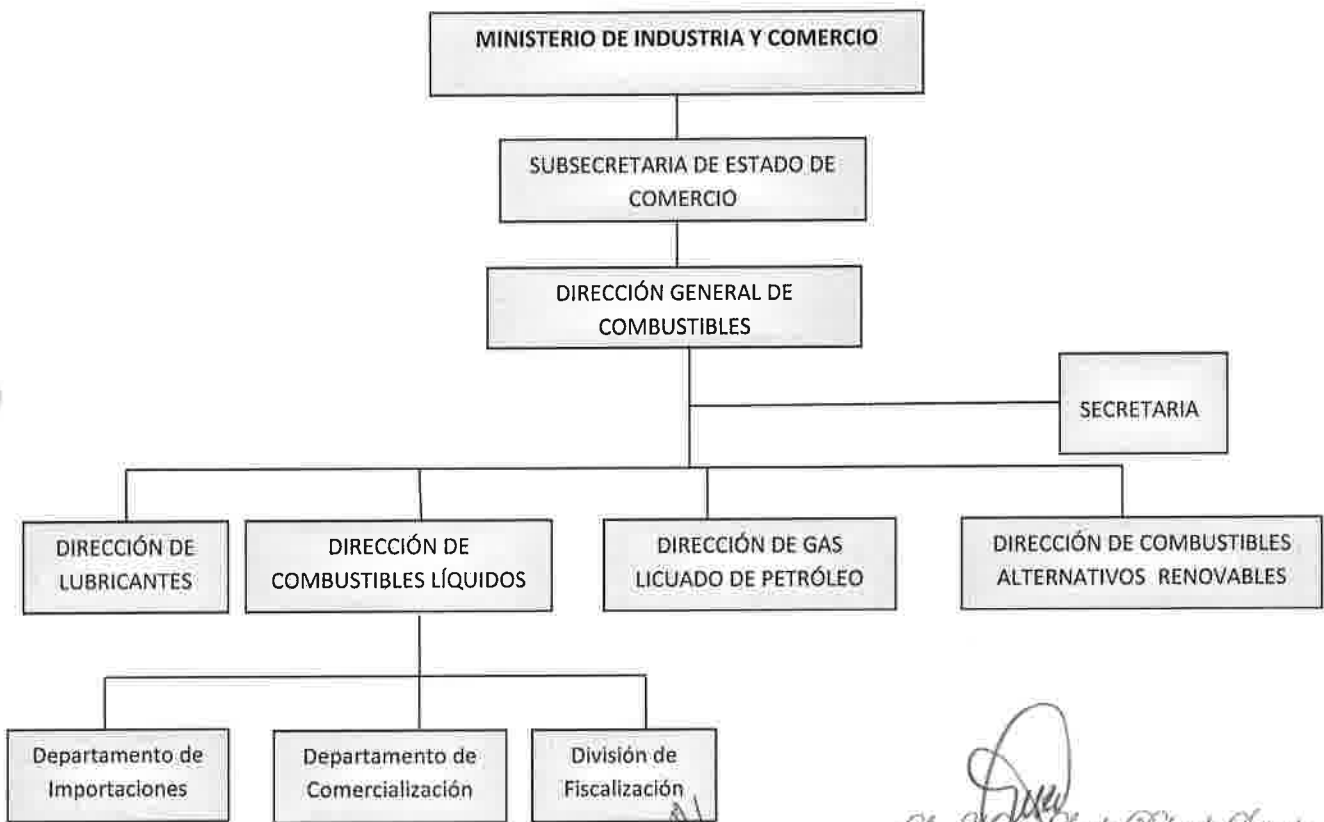 MINISTERIO DE INDUSTRIA Y COMERCIO
SUBSECRETARIA DE ESTADO DE
COMERCIO
DIRECCIÓN GENERAL DE
COMBUSTIBLES
SECRETARIA
DIRECCIÓN DE
LUBRICANTES
DIRECCIÓN DE
COMBUSTIBLES LÍQUIDOS
DIRECCIÓN DE GAS
LICUADO DE PETRÓLEO
DIRECCIÓN DE COMBUSTIBLES
ALTERNATIVOS RENOVABLES
Departamento de
Importaciones
Departamento de
Comercialización
División de
Fiscalización